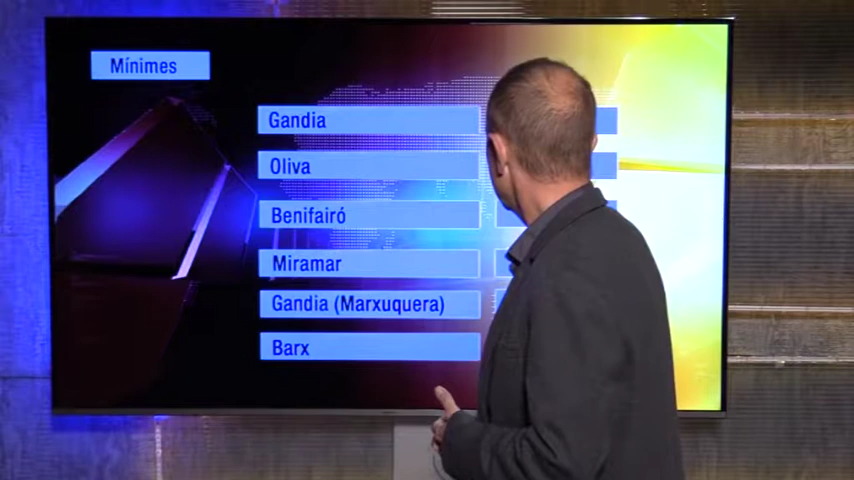 Mínimes
Gandia
Oliva
Benifairó
Miramar
Gandia (Marxuquera)
Barx